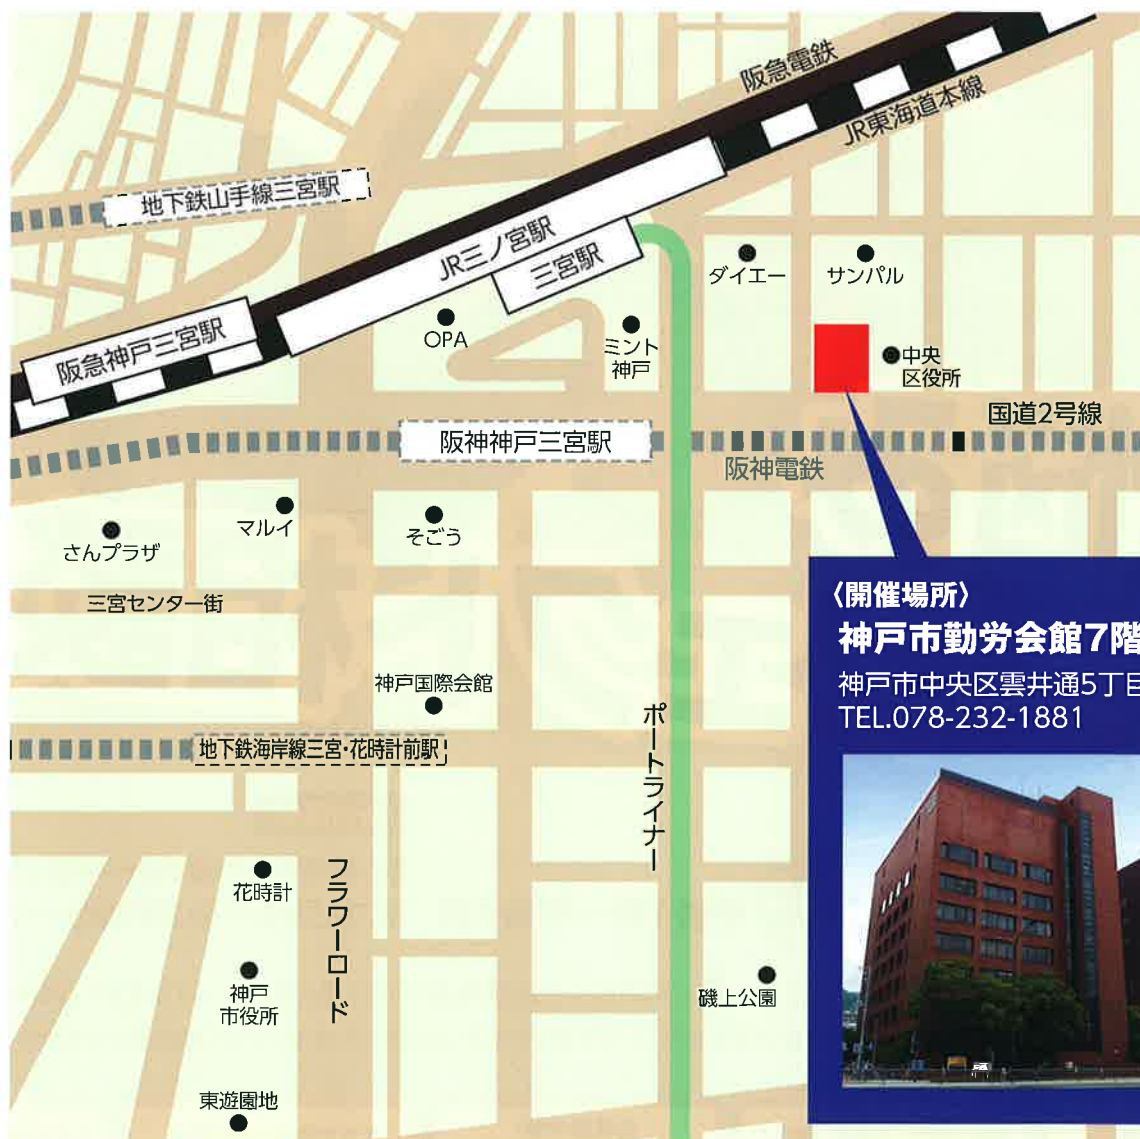 阪急電鉄
JR東海道本線
地下鉄山手線三宮駅
JR三ノ宮駅
三宮駅
ダイエー
サンパル
阪急神戸三宮駅
OPA
ミント
神戸
中央
区役所
国道2号線
阪神神戸三宮駅
阪神電鉄
マルイ
そごう
さんプラザ
三宮センター街
〈開催場所〉
神戸市勤労会館7階
神戸市中央区雲井通5丁目
TEL.078-232-1881
神戸国際会館
ポートライナー
地下鉄海岸線三宮・花時計前駅
花時計
フラワーロード
神戸
市役所
磯上公園
東遊園地